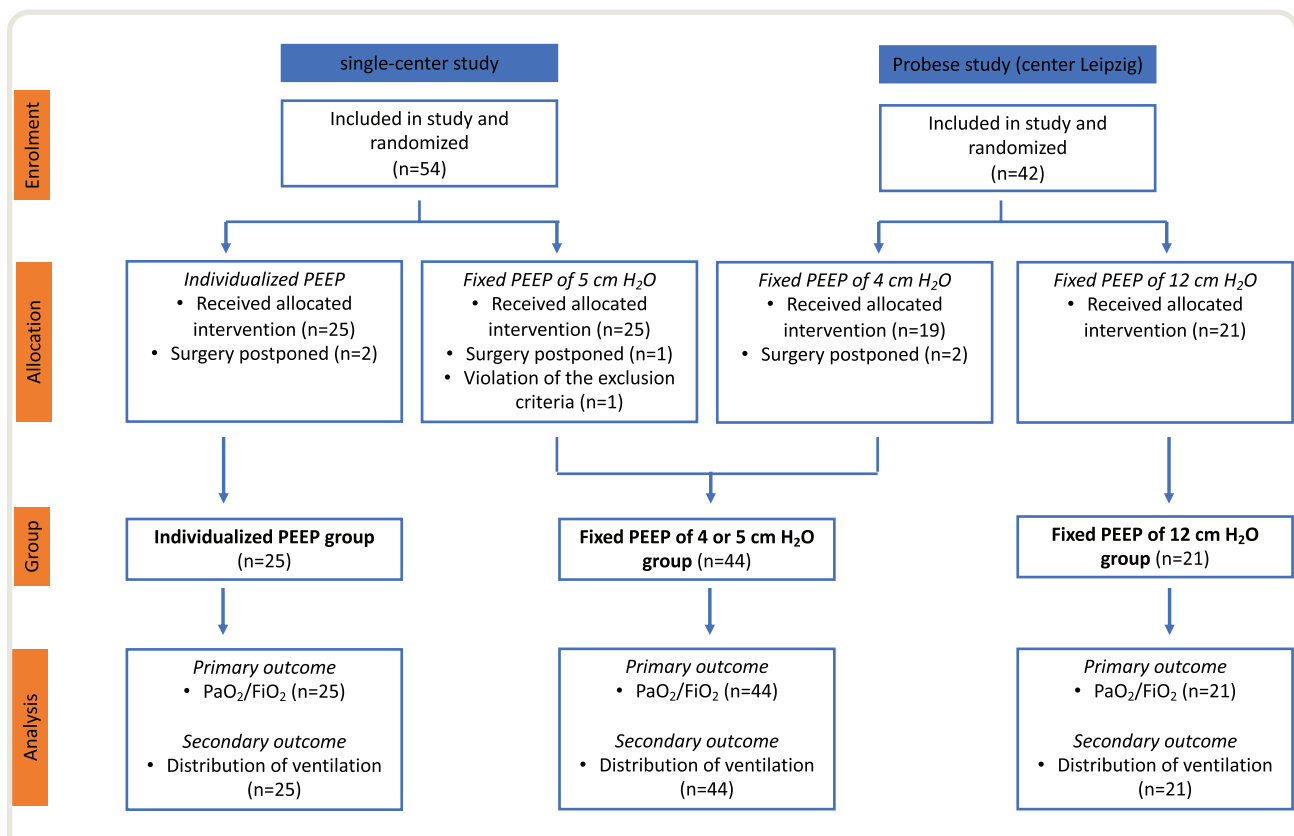 single-center study
Probese study (center Leipzig)
Enrolment
Included in study and
randomized
(n=54)
Included in study and
randomized
(n=42)
Allocation
Individualized PEEP
• Received allocated
intervention (n=25)
• Surgery postponed (n=2)
Fixed PEEP of 5 cm H₂O
• Received allocated
intervention (n=25)
• Surgery postponed (n=1)
• Violation of the exclusion
criteria (n=1)
Fixed PEEP of 4 cm H₂O
• Received allocated
intervention (n=19)
• Surgery postponed (n=2)
Fixed PEEP of 12 cm H₂O
• Received allocated
intervention (n=21)
Group
Individualized PEEP group
(n=25)
Fixed PEEP of 4 or 5 cm H₂O
group (n=44)
Fixed PEEP of 12 cm H₂O
group (n=21)
Analysis
Primary outcome
• PaO₂/FiO₂ (n=25)
Secondary outcome
• Distribution of ventilation
(n=25)
Primary outcome
• PaO₂/FiO₂ (n=44)
Secondary outcome
• Distribution of ventilation
(n=44)
Primary outcome
• PaO₂/FiO₂ (n=21)
Secondary outcome
• Distribution of ventilation
(n=21)